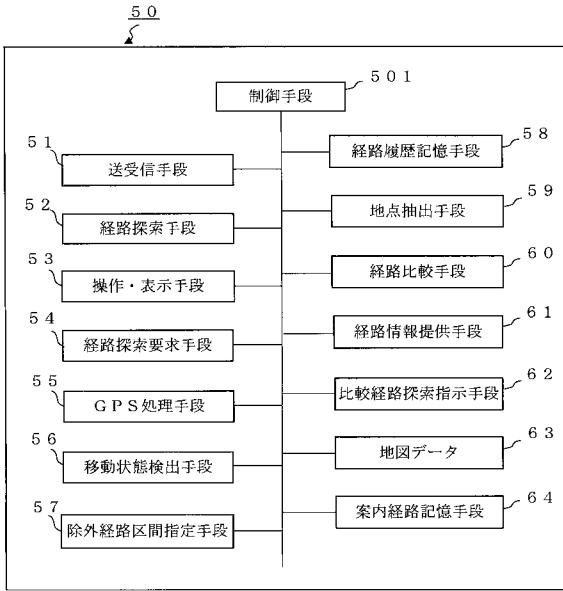 ５０
制御手段
５０１
５１
送受信手段
５２
経路探索手段
５３
操作・表示手段
５４
経路探索要求手段
５５
ＧＰＳ処理手段
５６
移動状態検出手段
５７
除外経路区間指定手段
５８
経路履歴記憶手段
５９
地点抽出手段
６０
経路比較手段
６１
経路情報提供手段
６２
比較経路探索指示手段
６３
地図データ
６４
案内経路記憶手段